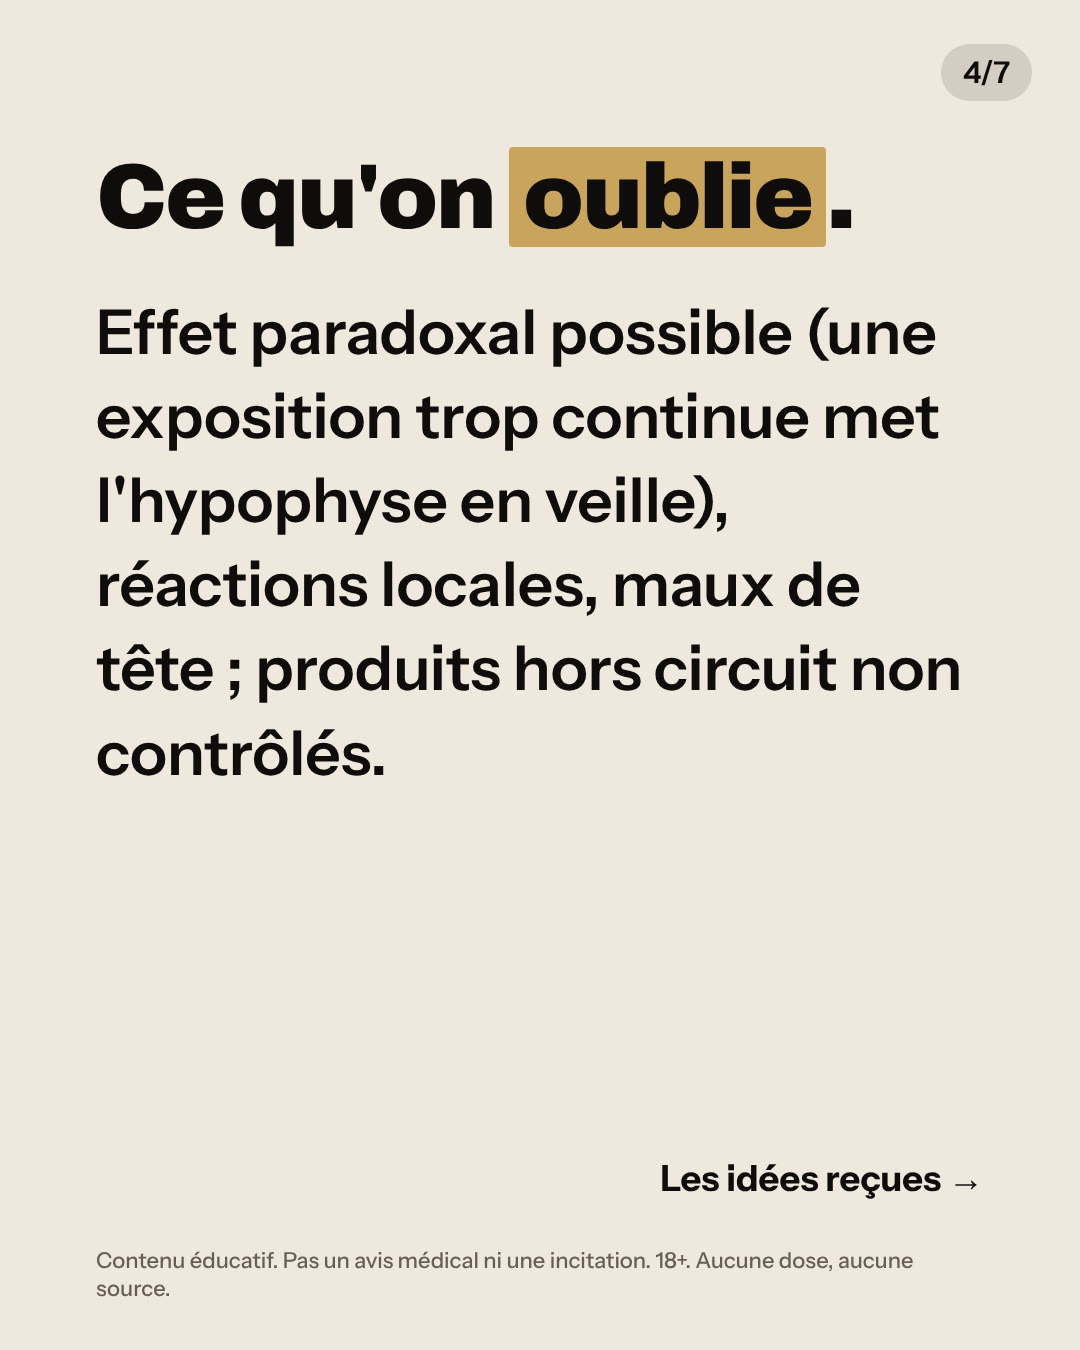 4/7
Ce qu'on oublie.
Effet paradoxal possible (une
exposition trop continue met
l'hypophyse en veille),
réactions locales, maux de
tête ; produits hors circuit non
contrôlés.
Les idées reçues →
Contenu éducatif. Pas un avis médical ni une incitation. 18+. Aucune dose, aucune
source.